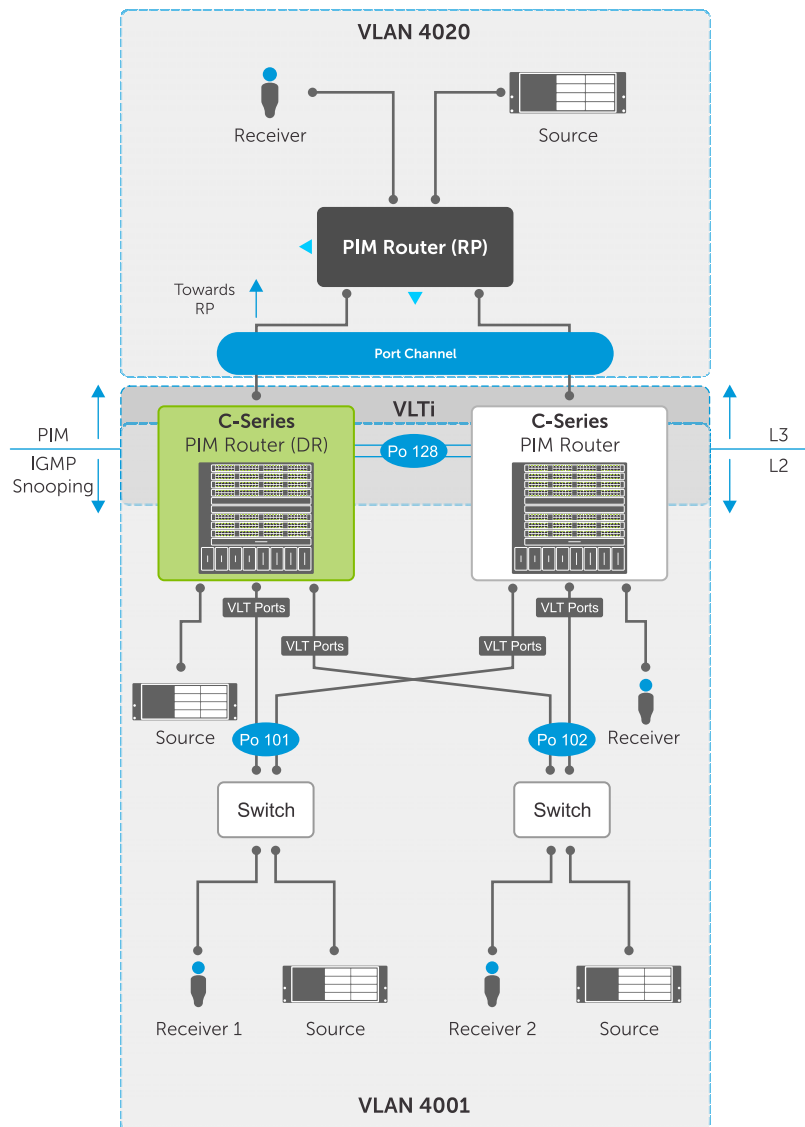 VLAN 4020
Receiver
Source
PIM Router (RP)
Towards
RP
Port Channel
VLTi
C-Series
PIM Router (DR)
C-Series
PIM Router
Po 128
PIM
IGMP
Snooping
L3
L2
VLT Ports
VLT Ports
VLT Ports
VLT Ports
Source
Po 101
Po 102
Receiver
Switch
Switch
Receiver 1
Source
Receiver 2
Source
VLAN 4001